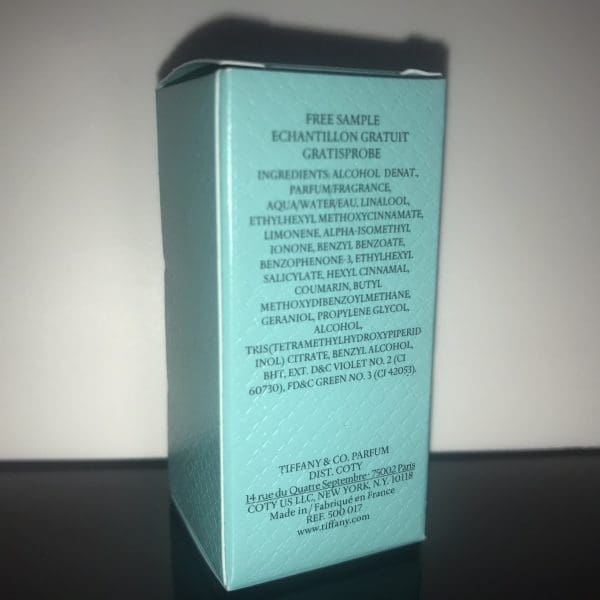 FREE SAMPLE
ECHANTILLON GRATUIT
GRATISPROBE
INGREDIENTS: ALCOHOL DENAT.,
PARFUM/FRAGRANCE,
AQUA/WATER/EAU, LINALOOL,
ETHYLHEXYL METHOXYCINNAMATE,
LIMONENE, ALPHA-ISOMETHYL
IONONE, BENZYL BENZOATE,
BENZOPHENONE-3, ETHYLHEXYL
SALICYLATE, HEXYL CINNAMAL,
COUMARIN, BUTYL
METHOXYDIBENZOYLMETHANE,
GERANIOL, PROPYLENE GLYCOL,
ALCOHOL,
TRIS(TETRAMETHYLHYDROXYPIPERID
INOL) CITRATE, BENZYL ALCOHOL,
BHT, EXT. D&C VIOLET NO. 2 (CI
60730), FD&C GREEN NO. 3 (CI 42053).
TIFFANY & CO. PARFUM
DIST. COTY
14 rue du Quatre Septembre - 75002 Paris
COTY US LLC, NEW YORK, N.Y. 10118
Made in / Fabriqué en France
REF. 500 017
www.tiffany.com